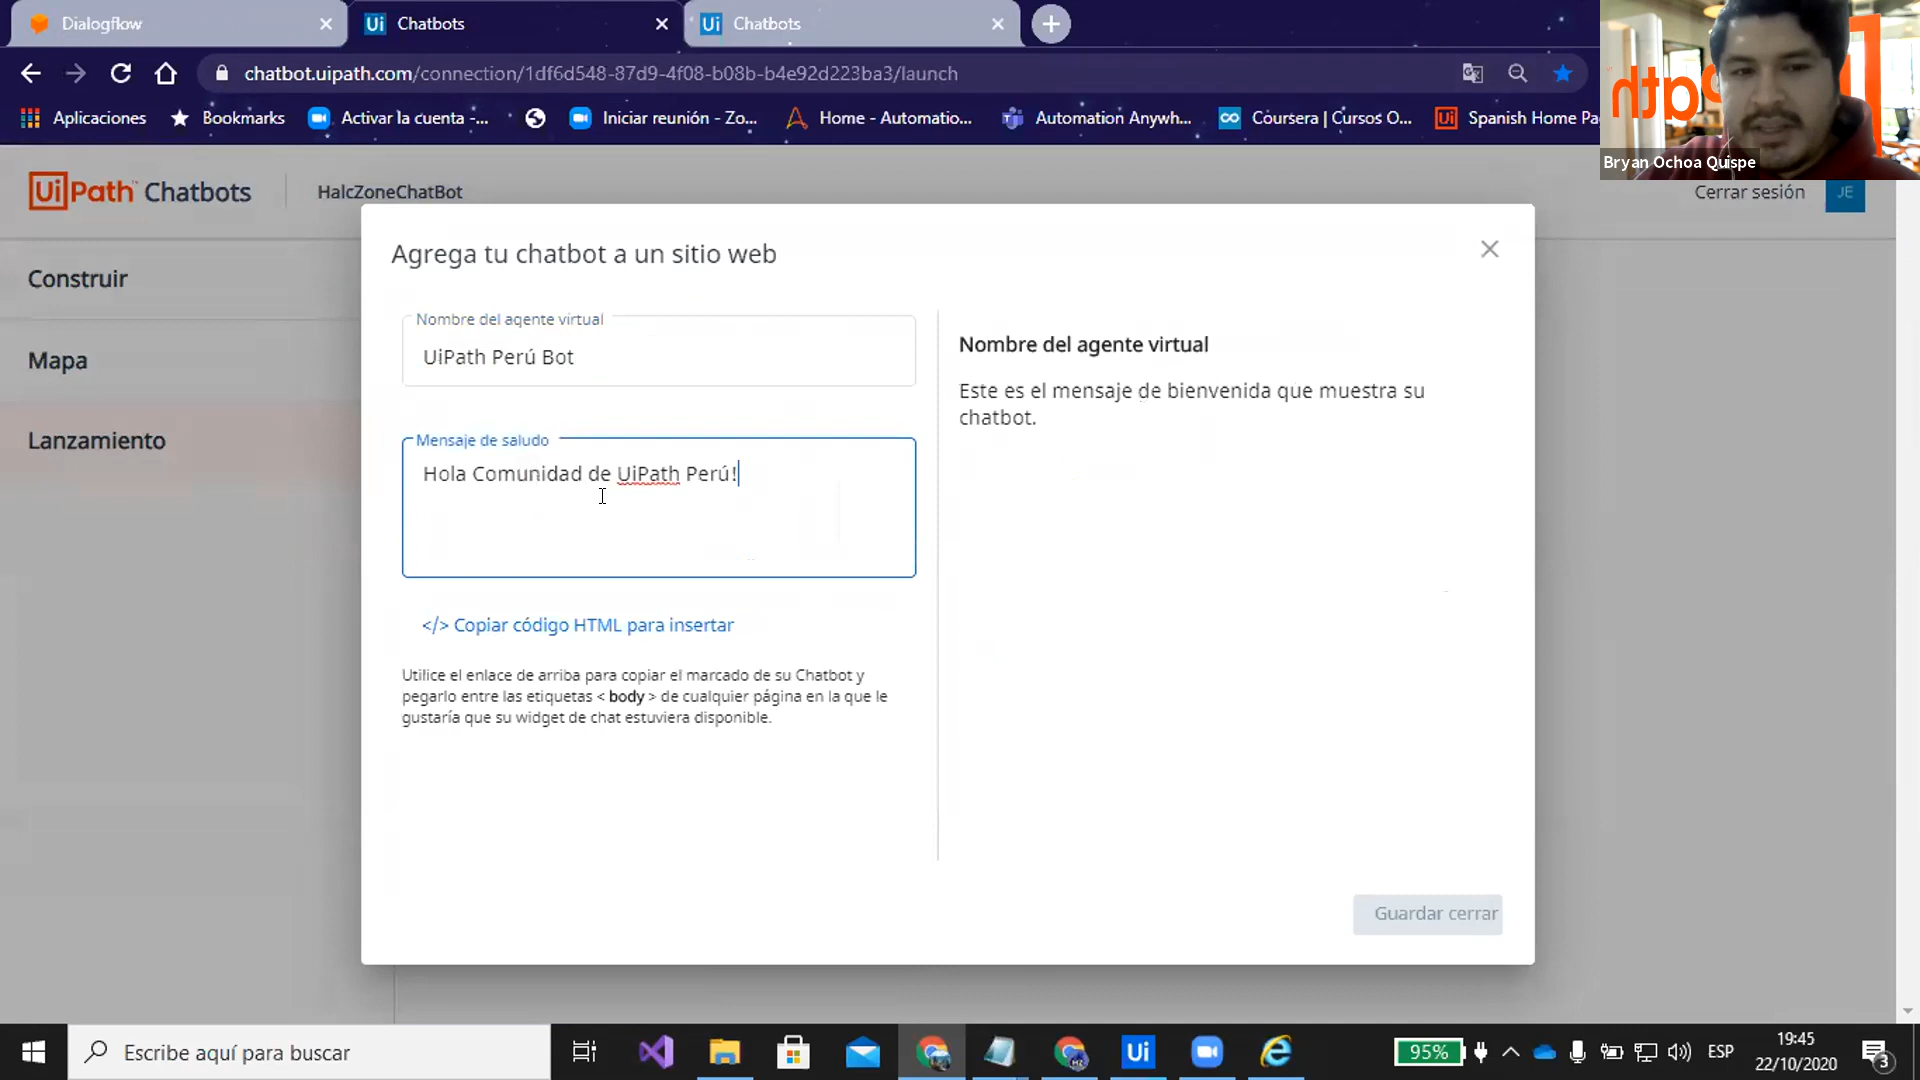 Dialogflow
Chatbots
Chatbots
chatbot.uipath.com/connection/1df6d548-87d9-4f08-b08b-b4e92d223ba3/launch
Aplicaciones
Bookmarks
Activar la cuenta -...
Iniciar reunión - Zo...
Home - Automatio...
Automation Anywh...
Coursera | Cursos O...
Spanish Home Pa
Bryan Ochoa Quispe
UiPath Chatbots
HalcZoneChatBot
Cerrar sesión
JE
Construir
Mapa
Lanzamiento
Agrega tu chatbot a un sitio web
Nombre del agente virtual
UiPath Perú Bot
Mensaje de saludo
Hola Comunidad de UiPath Perú!
</> Copiar código HTML para insertar
Utilice el enlace de arriba para copiar el marcado de su Chatbot y
pegarlo entre las etiquetas < body > de cualquier página en la que le
gustaría que su widget de chat estuviera disponible.
Nombre del agente virtual
Este es el mensaje de bienvenida que muestra su
chatbot.
Guardar cerrar
Escribe aquí para buscar
95%
ESP
19:45
22/10/2020
3